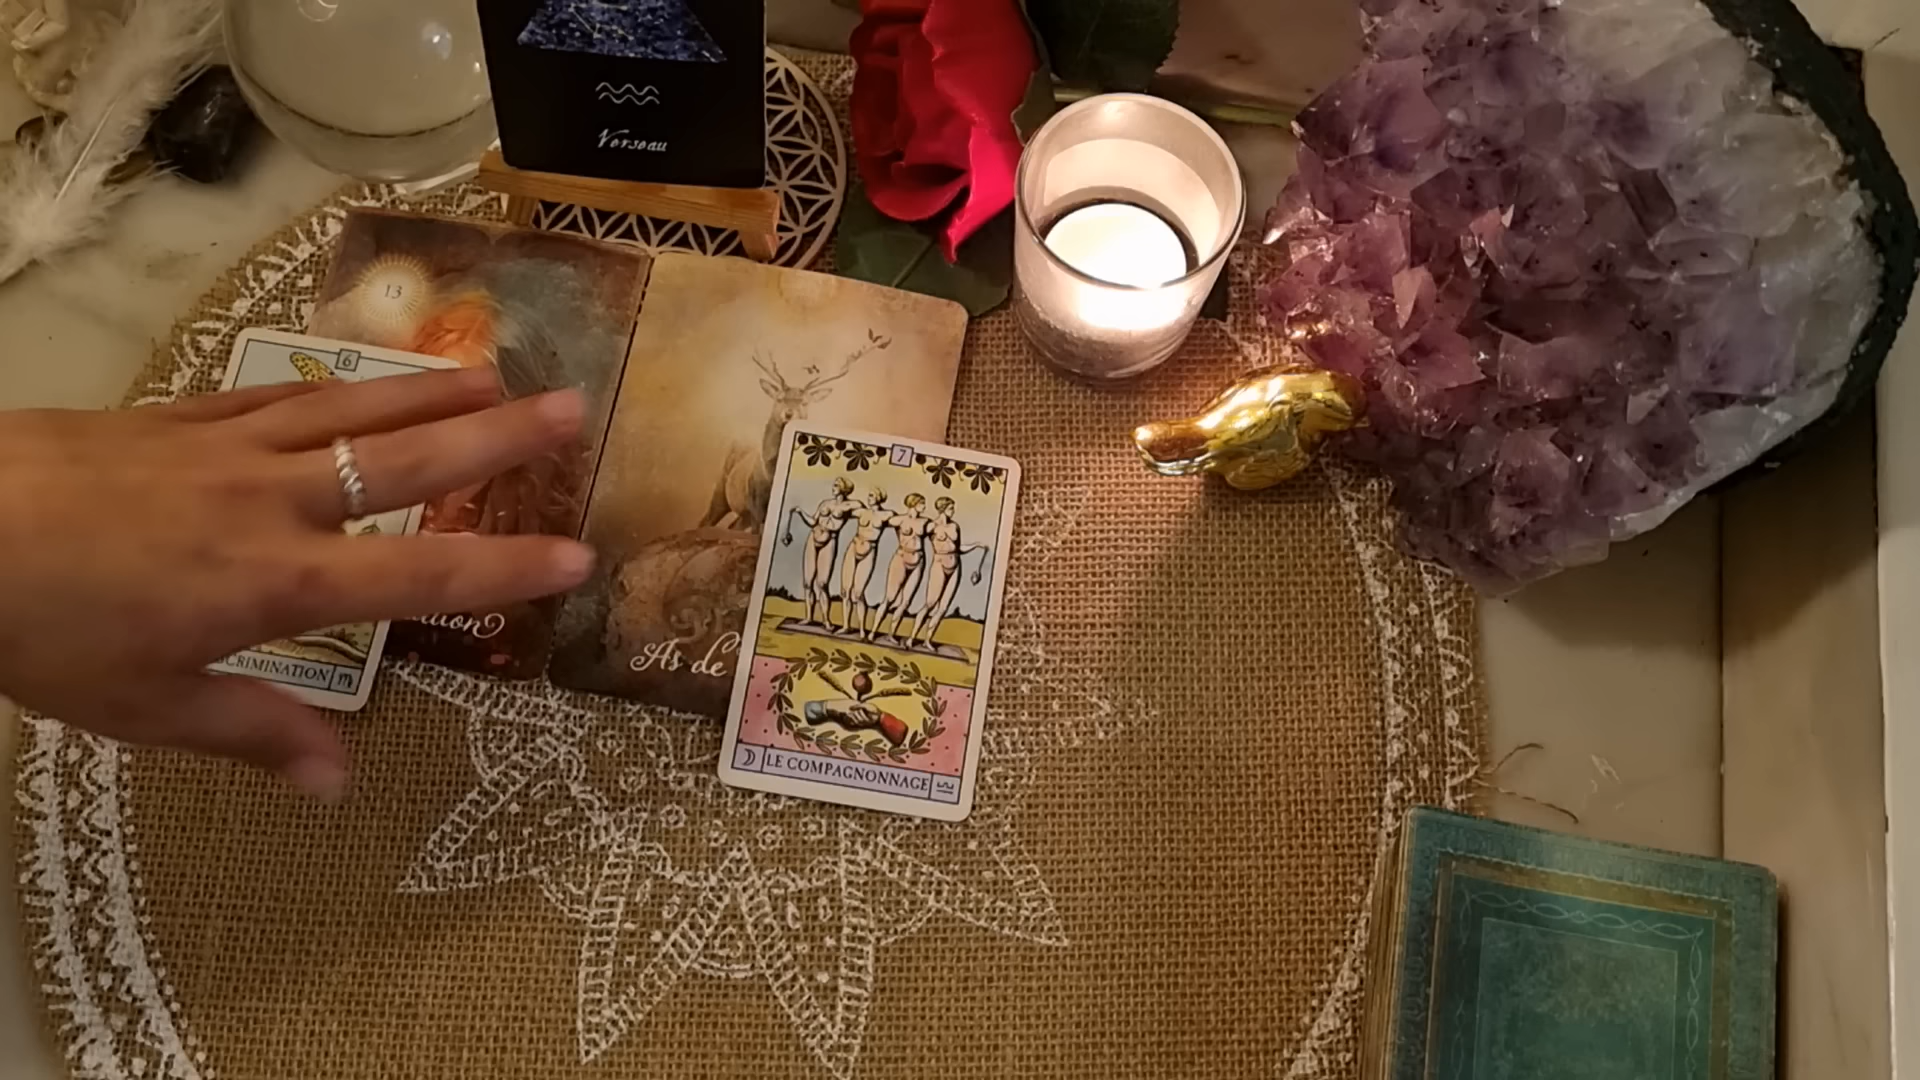 Verseau
13
6
7
As de
CRIMINATION
LE COMPAGNONNAGE